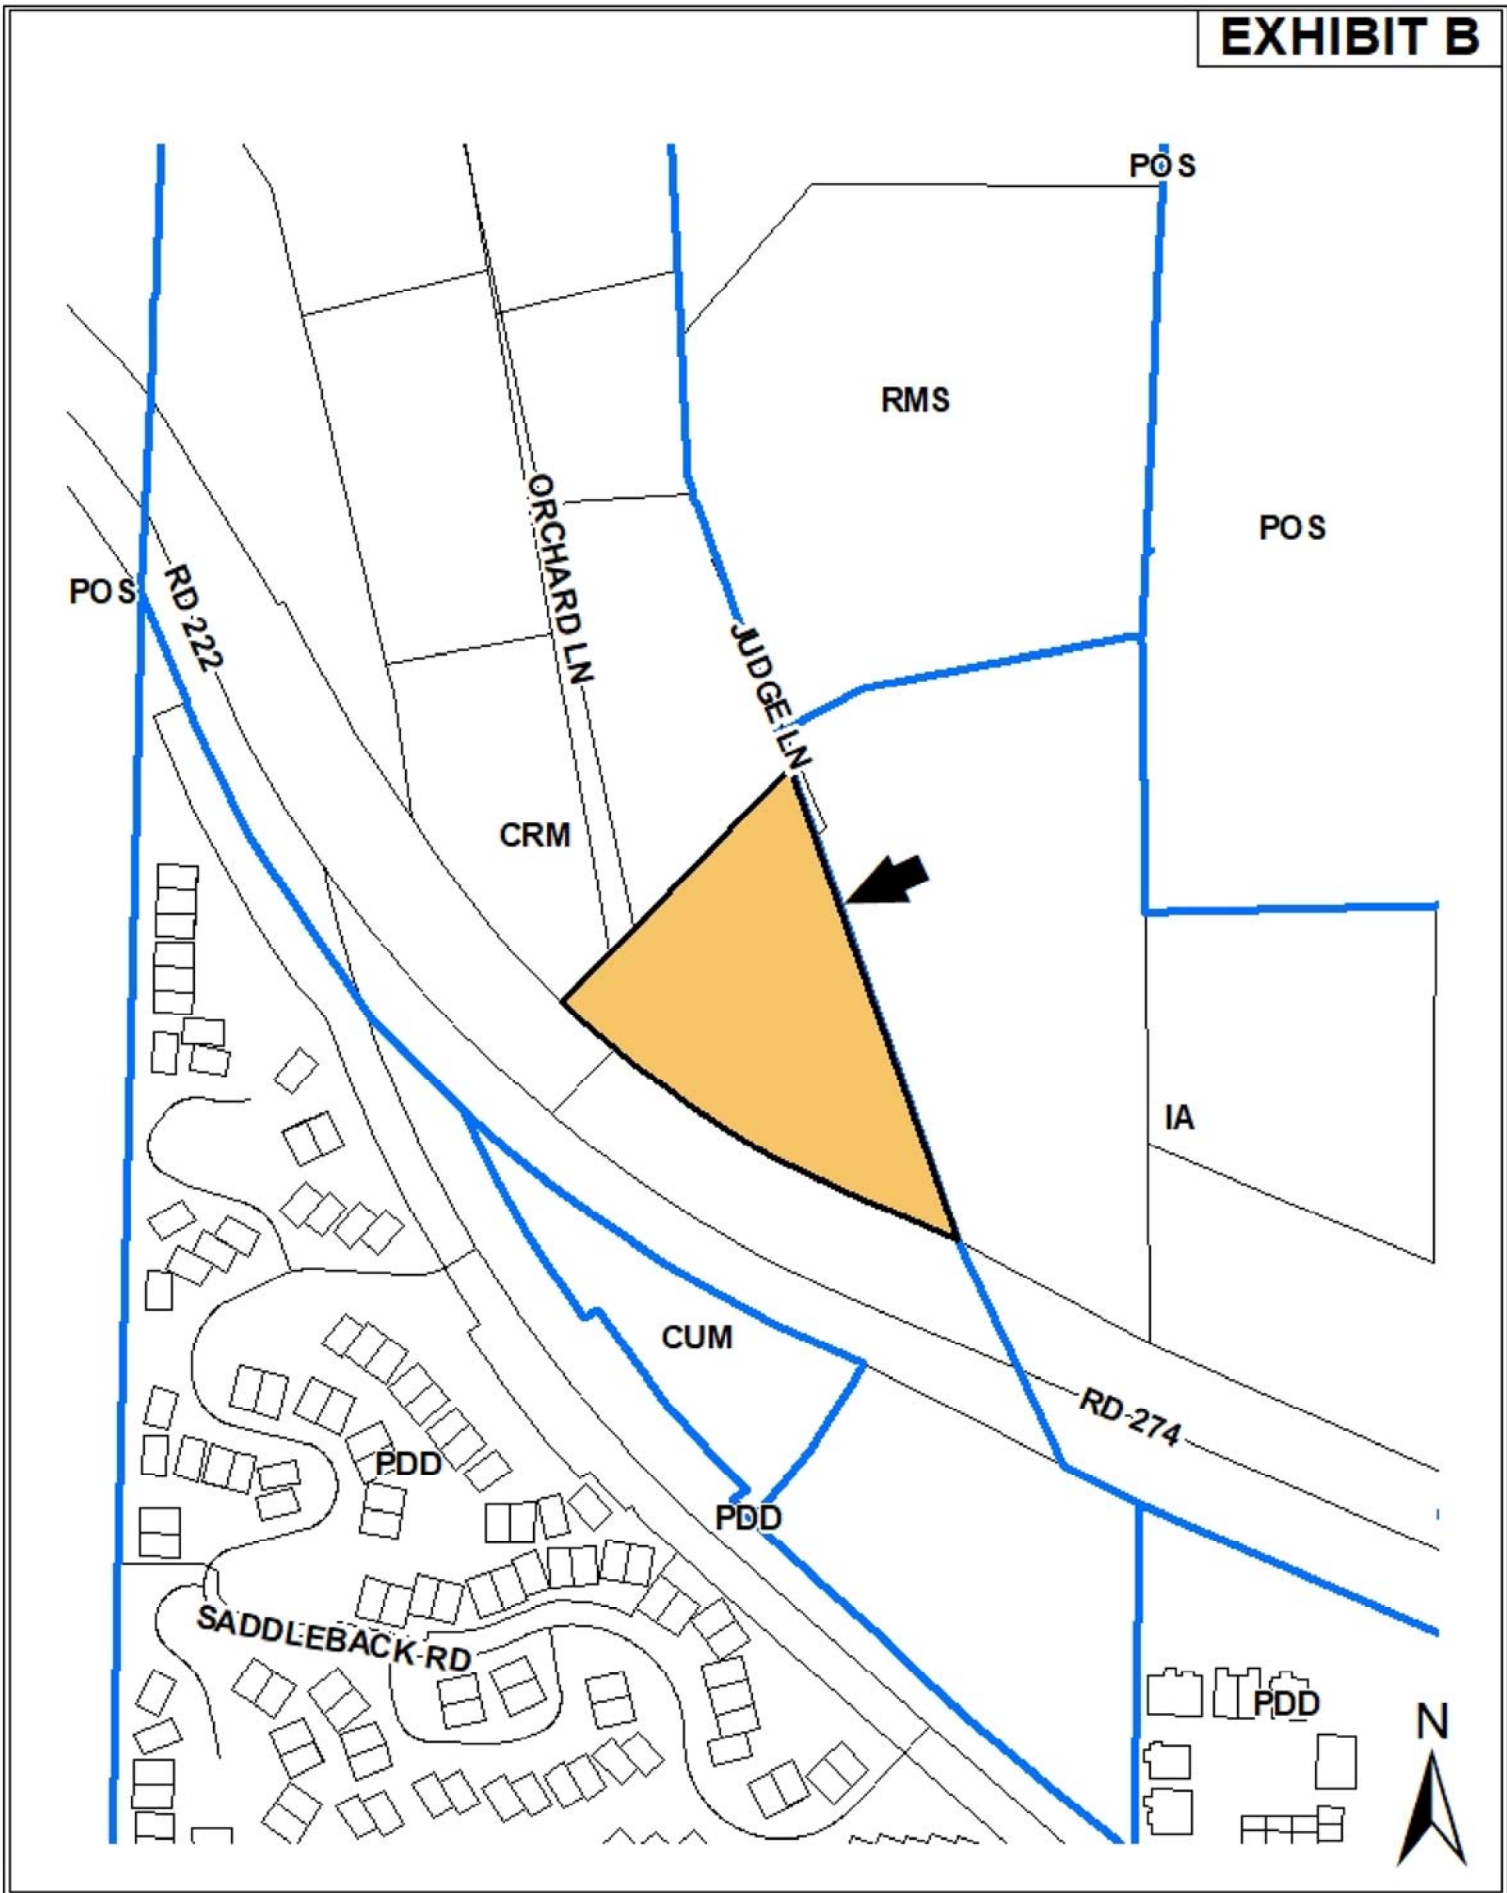 EXHIBIT B
POS
RMS
ORCHARD LN
POS
POS
RD 222
JUDGE LN
CRM
IA
CUM
RD 274
PDD
PDD
SADDLEBACK RD
PDD
N